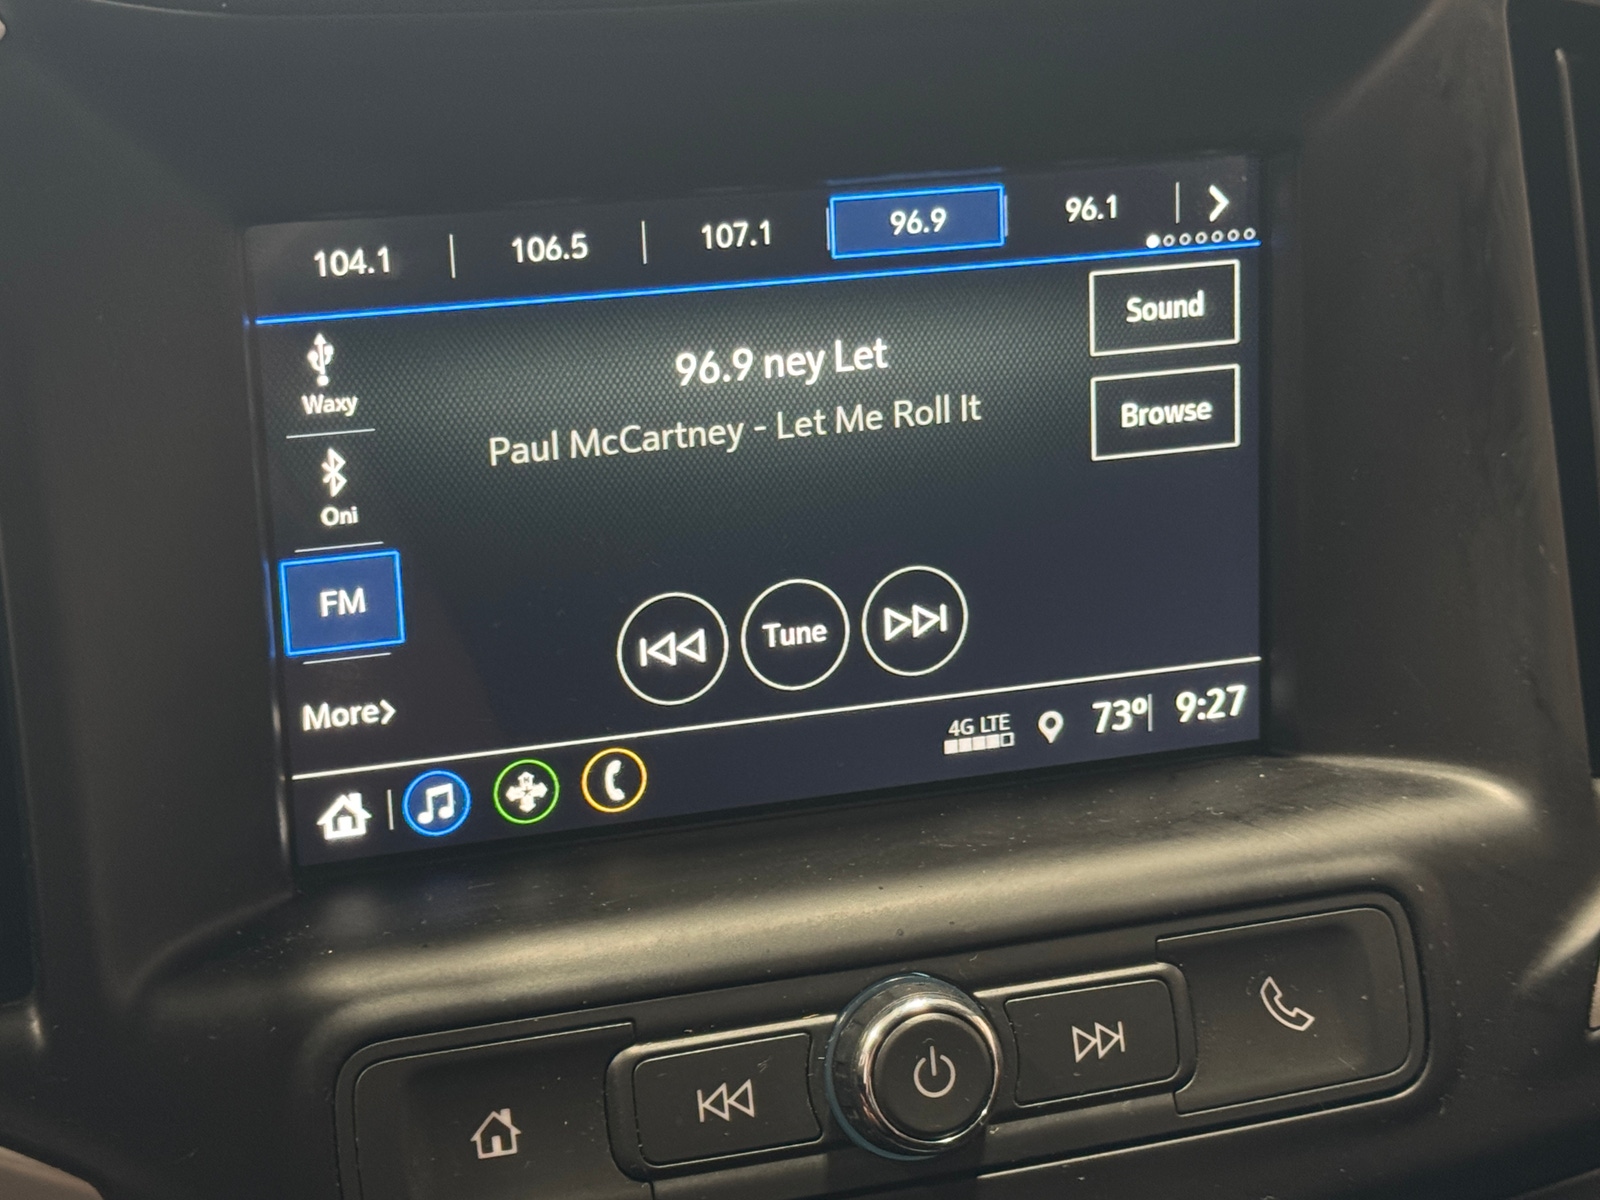 104.1 | 106.5 | 107.1 96.9 96.1
Sound
96.9 ney Let
Waxy
Paul McCartney - Let Me Roll It
Browse
Oni
FM
Tune
More>
4G LTE 73° 9:27